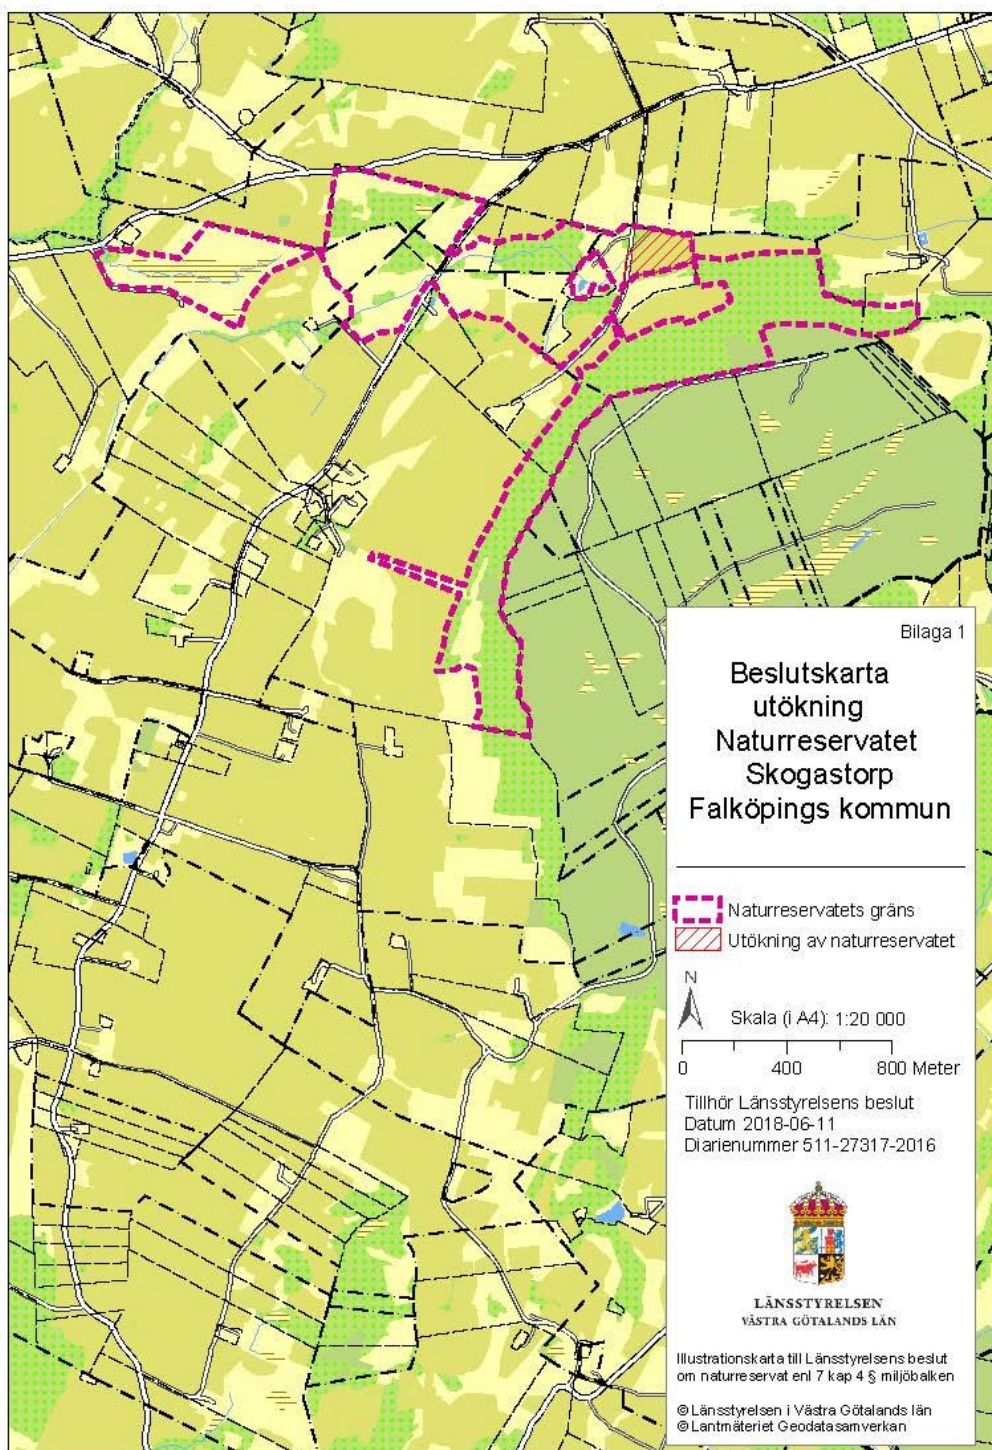 Bilaga 1
Beslutskarta
utökning
Naturreservatet
Skogastorp
Falköpings kommun
Naturreservatets gräns
Utökning av naturreservatet
N
Skala (i A4): 1:20 000
0 400 800 Meter
Tillhör Länsstyrelsens beslut
Datum 2018-06-11
Diarienummer 511-27317-2016
LÄNSSTYRELSEN
VÄSTRA GÖTALANDS LÄN
Illustrationskarta till Länsstyrelsens beslut
om naturreservat enl 7 kap 4 § miljöbalken
© Länsstyrelsen i Västra Götalands län
© Lantmäteriet Geodatasamverkan